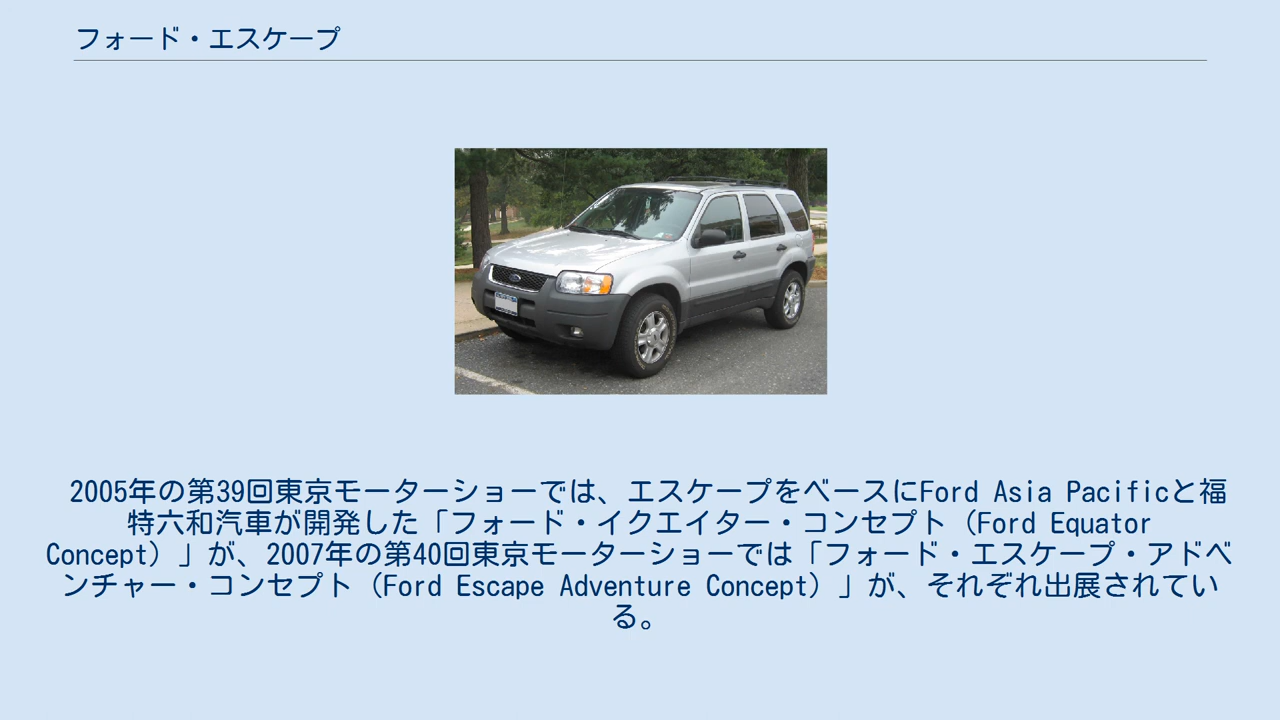 フォード・エスケープ
2005年の第39回東京モーターショーでは、エスケープをベースにFord Asia Pacificと福
特六和汽車が開発した「フォード・イクエイター・コンセプト（Ford Equator
Concept）」が、2007年の第40回東京モーターショーでは「フォード・エスケープ・アドベ
ンチャー・コンセプト（Ford Escape Adventure Concept）」が、それぞれ出展されてい
る。